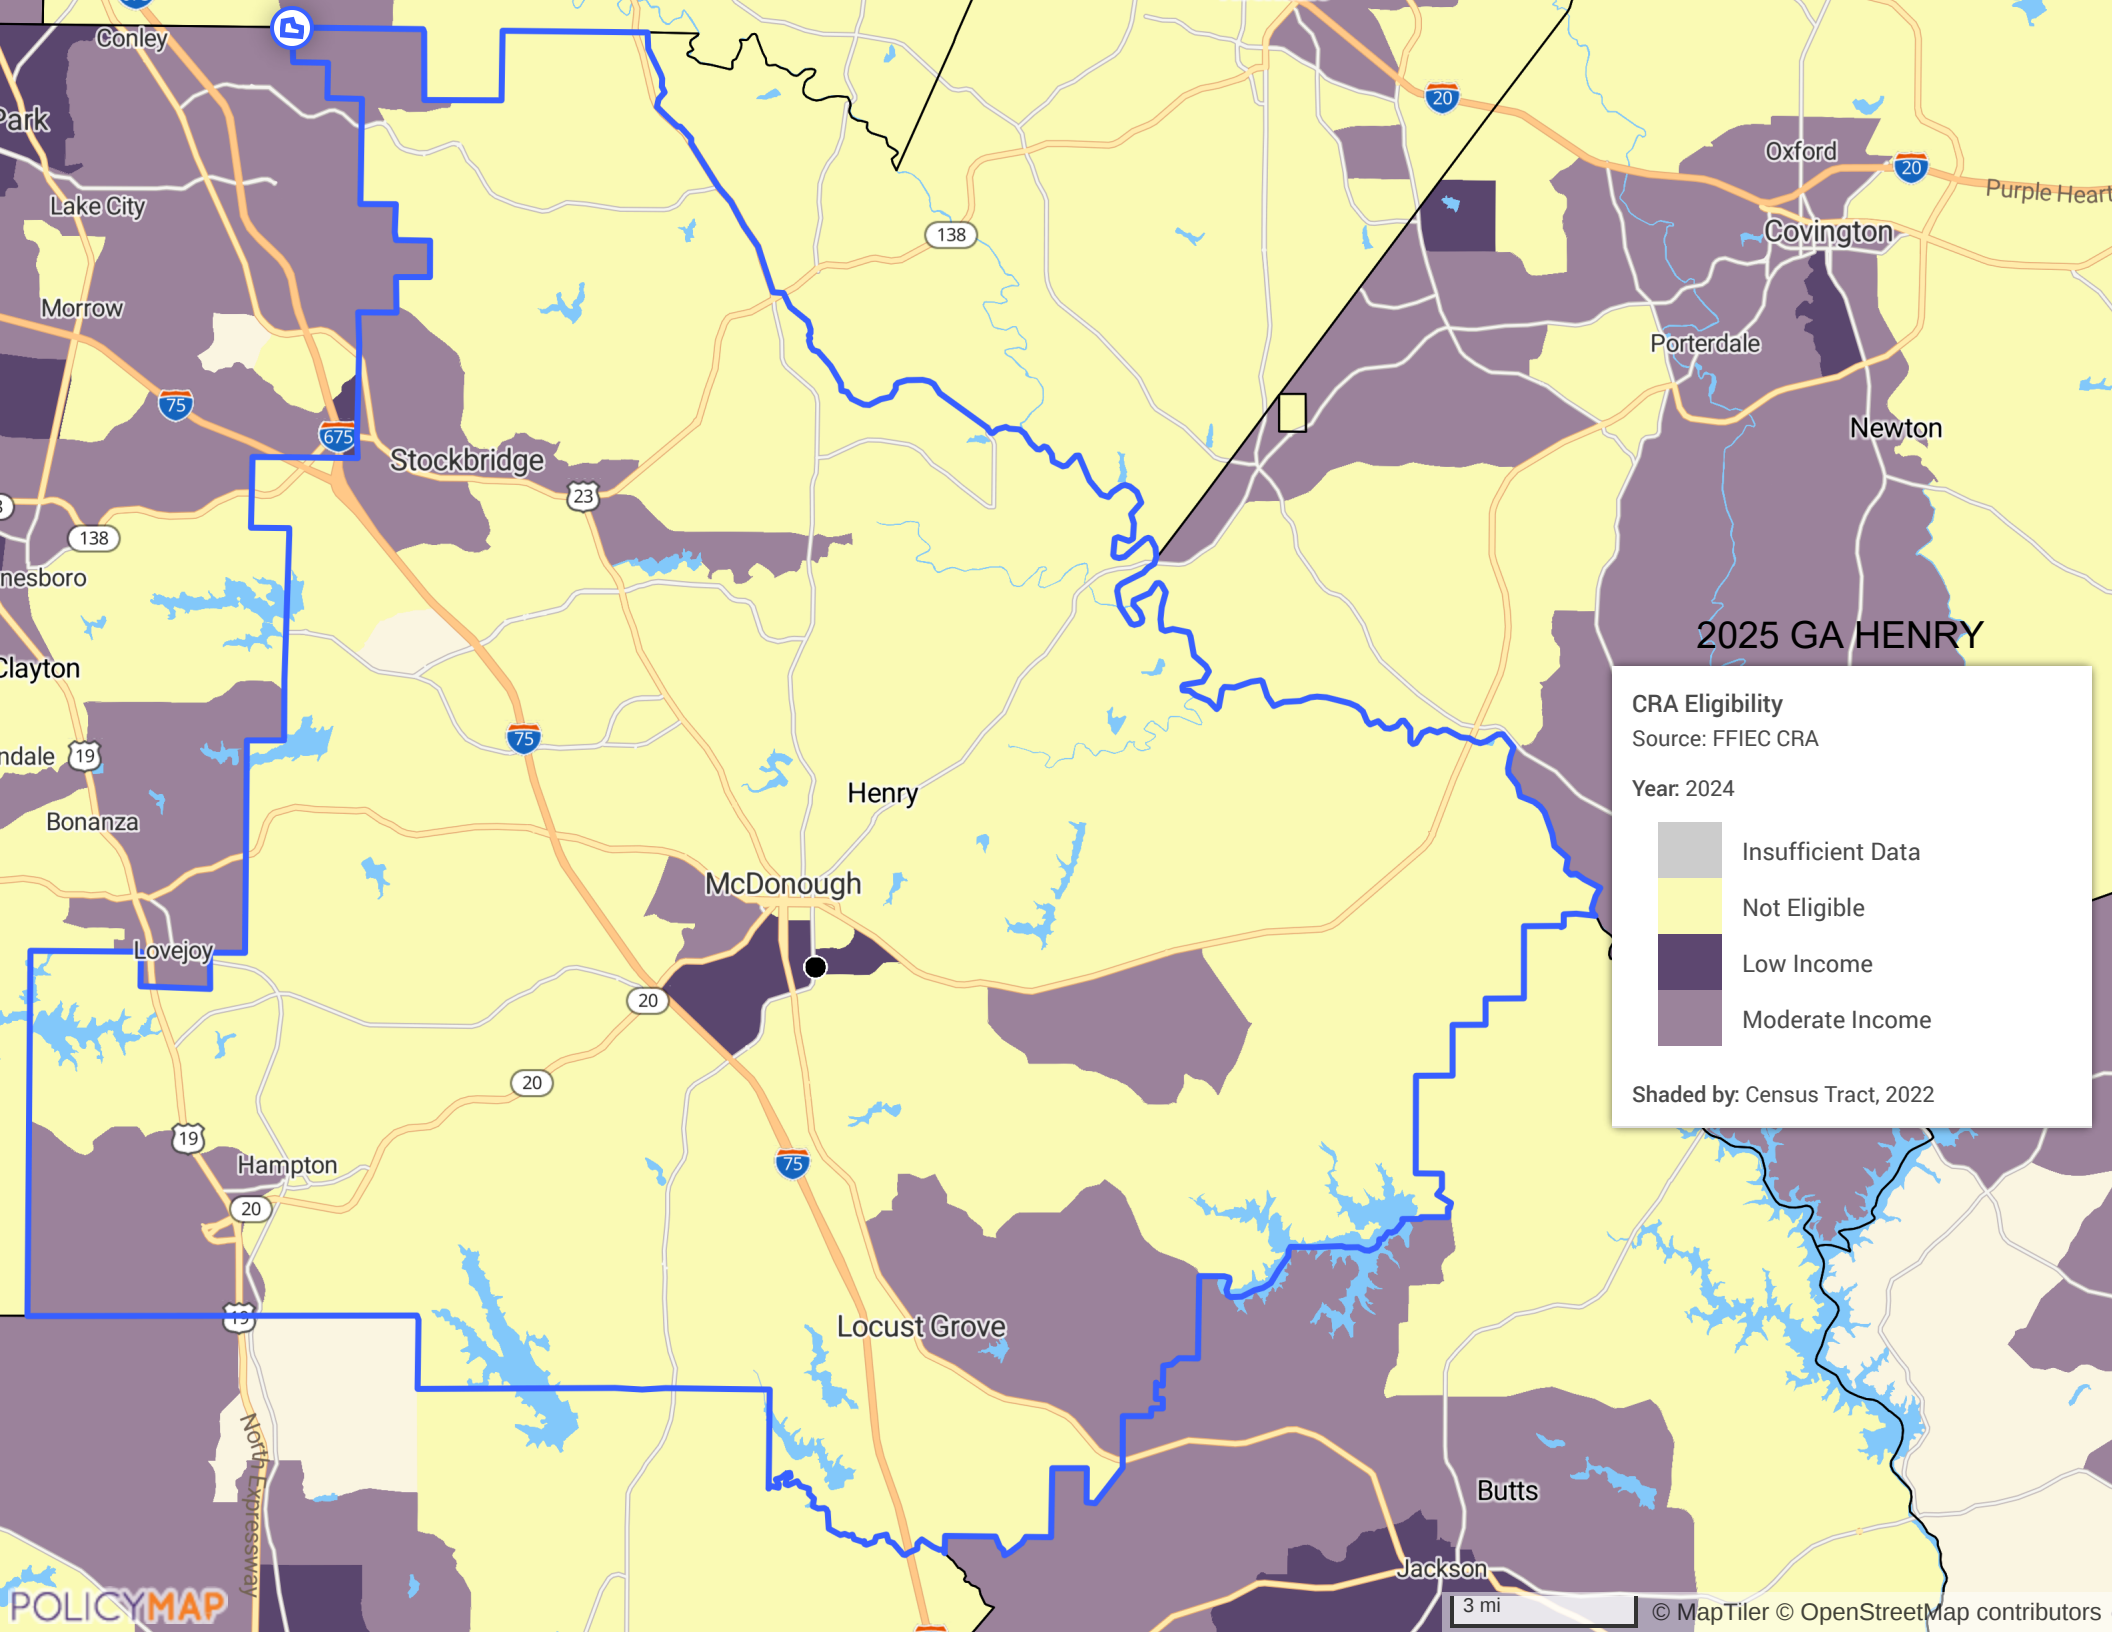 Conley
20
Park
Oxford
20
Purple Heart
Lake City
138
Covington
Morrow
Porterdale
75
675
Newton
Stockbridge
23
138
nesboro
2025 GA HENRY
Clayton
CRA Eligibility
Source: FFIEC CRA
75
ndale
19
Year: 2024
Henry
Bonanza
Insufficient Data
McDonough
Not Eligible
Lovejoy
Low Income
20
Moderate Income
20
Shaded by: Census Tract, 2022
19
Hampton
75
20
19
Locust Grove
North Expressway
Butts
Jackson
POLICYMAP
3 mi
© MapTiler © OpenStreetMap contributors